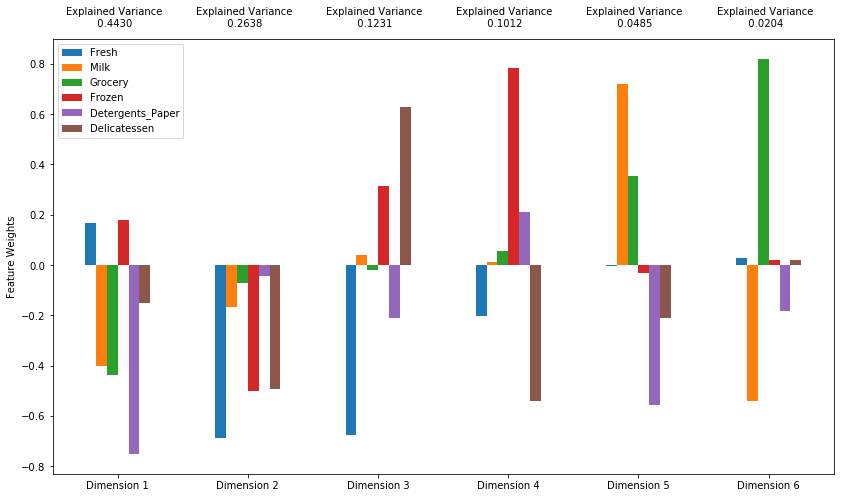 Explained Variance
0.4430
Explained Variance
0.2638
Explained Variance
0.1231
Explained Variance
0.1012
Explained Variance
0.0485
Explained Variance
0.0204
Fresh
Milk
Grocery
Frozen
Detergents_Paper
Delicatessen
Feature Weights
0.8
0.6
0.4
0.2
0.0
−0.2
−0.4
−0.6
−0.8
Dimension 1
Dimension 2
Dimension 3
Dimension 4
Dimension 5
Dimension 6